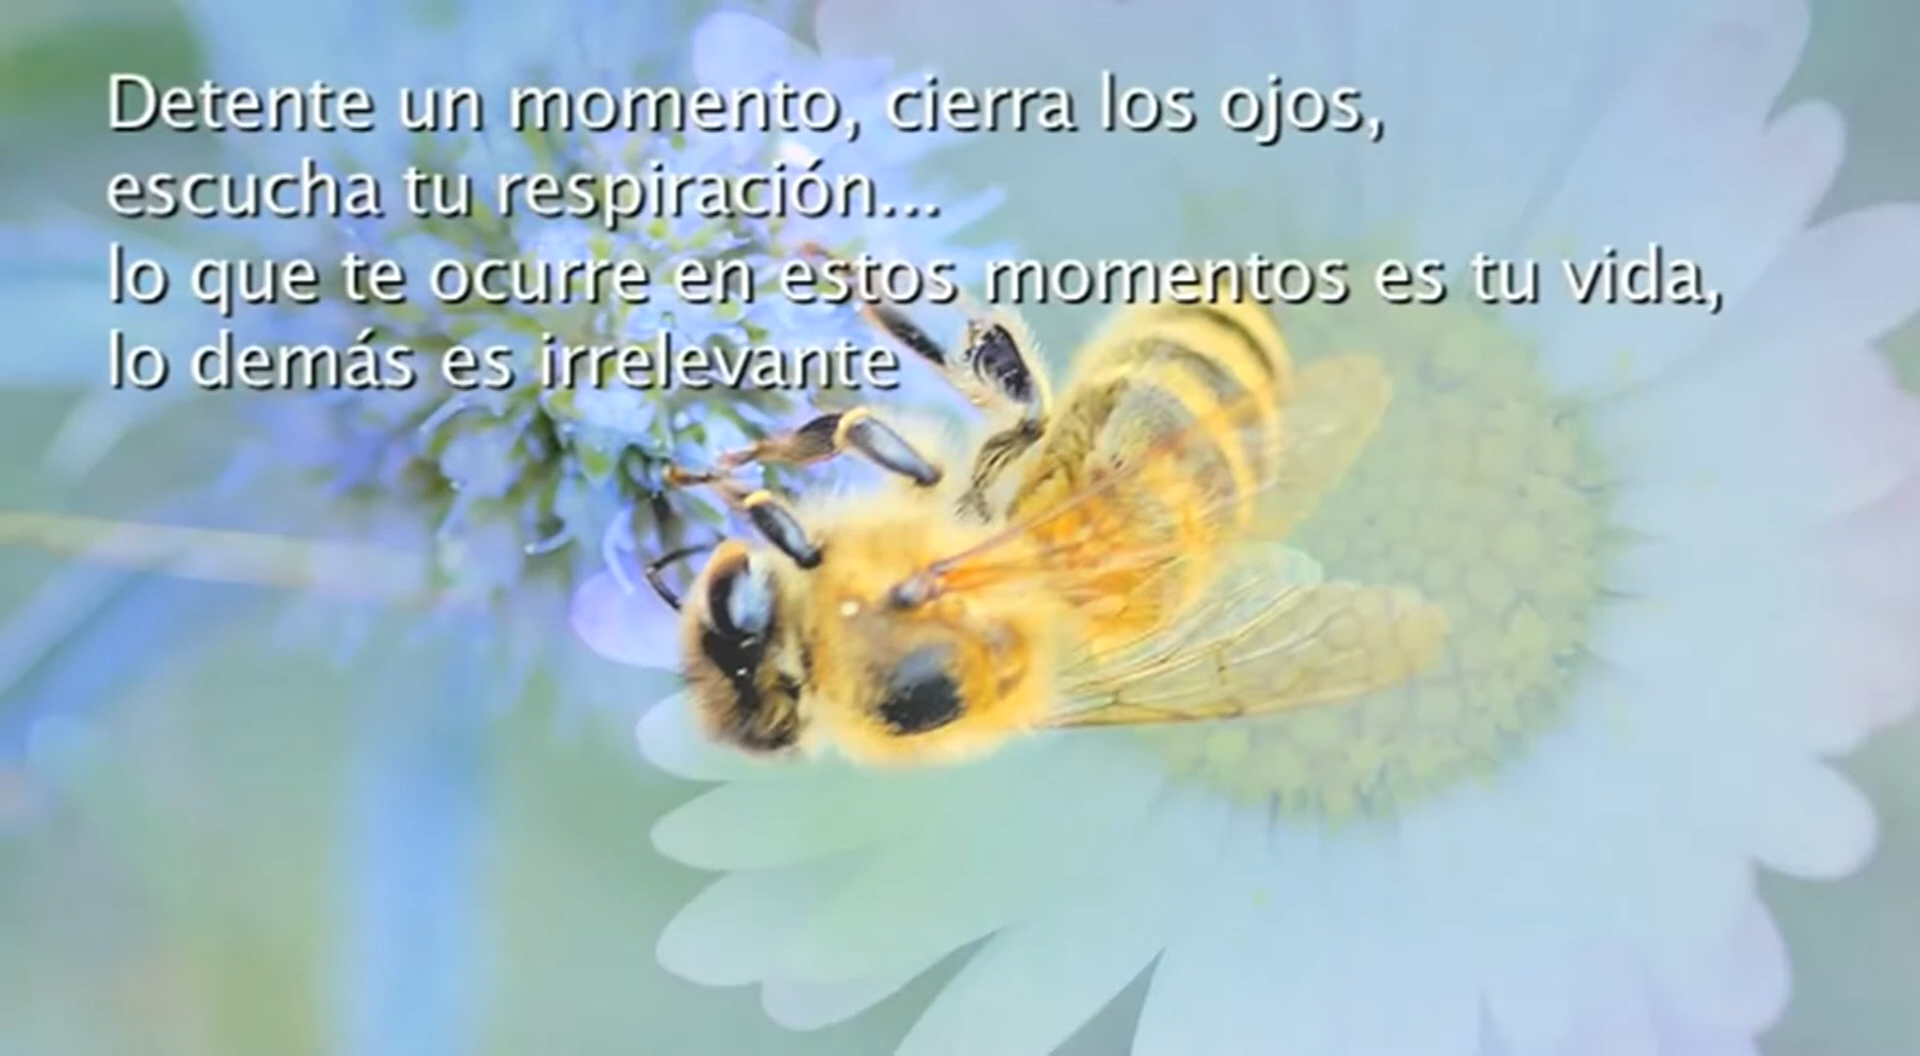 Detente un momento, cierra los ojos,
escucha tu respiración...
lo que te ocurre en estos momentos es tu vida,
lo demás es irrelevante